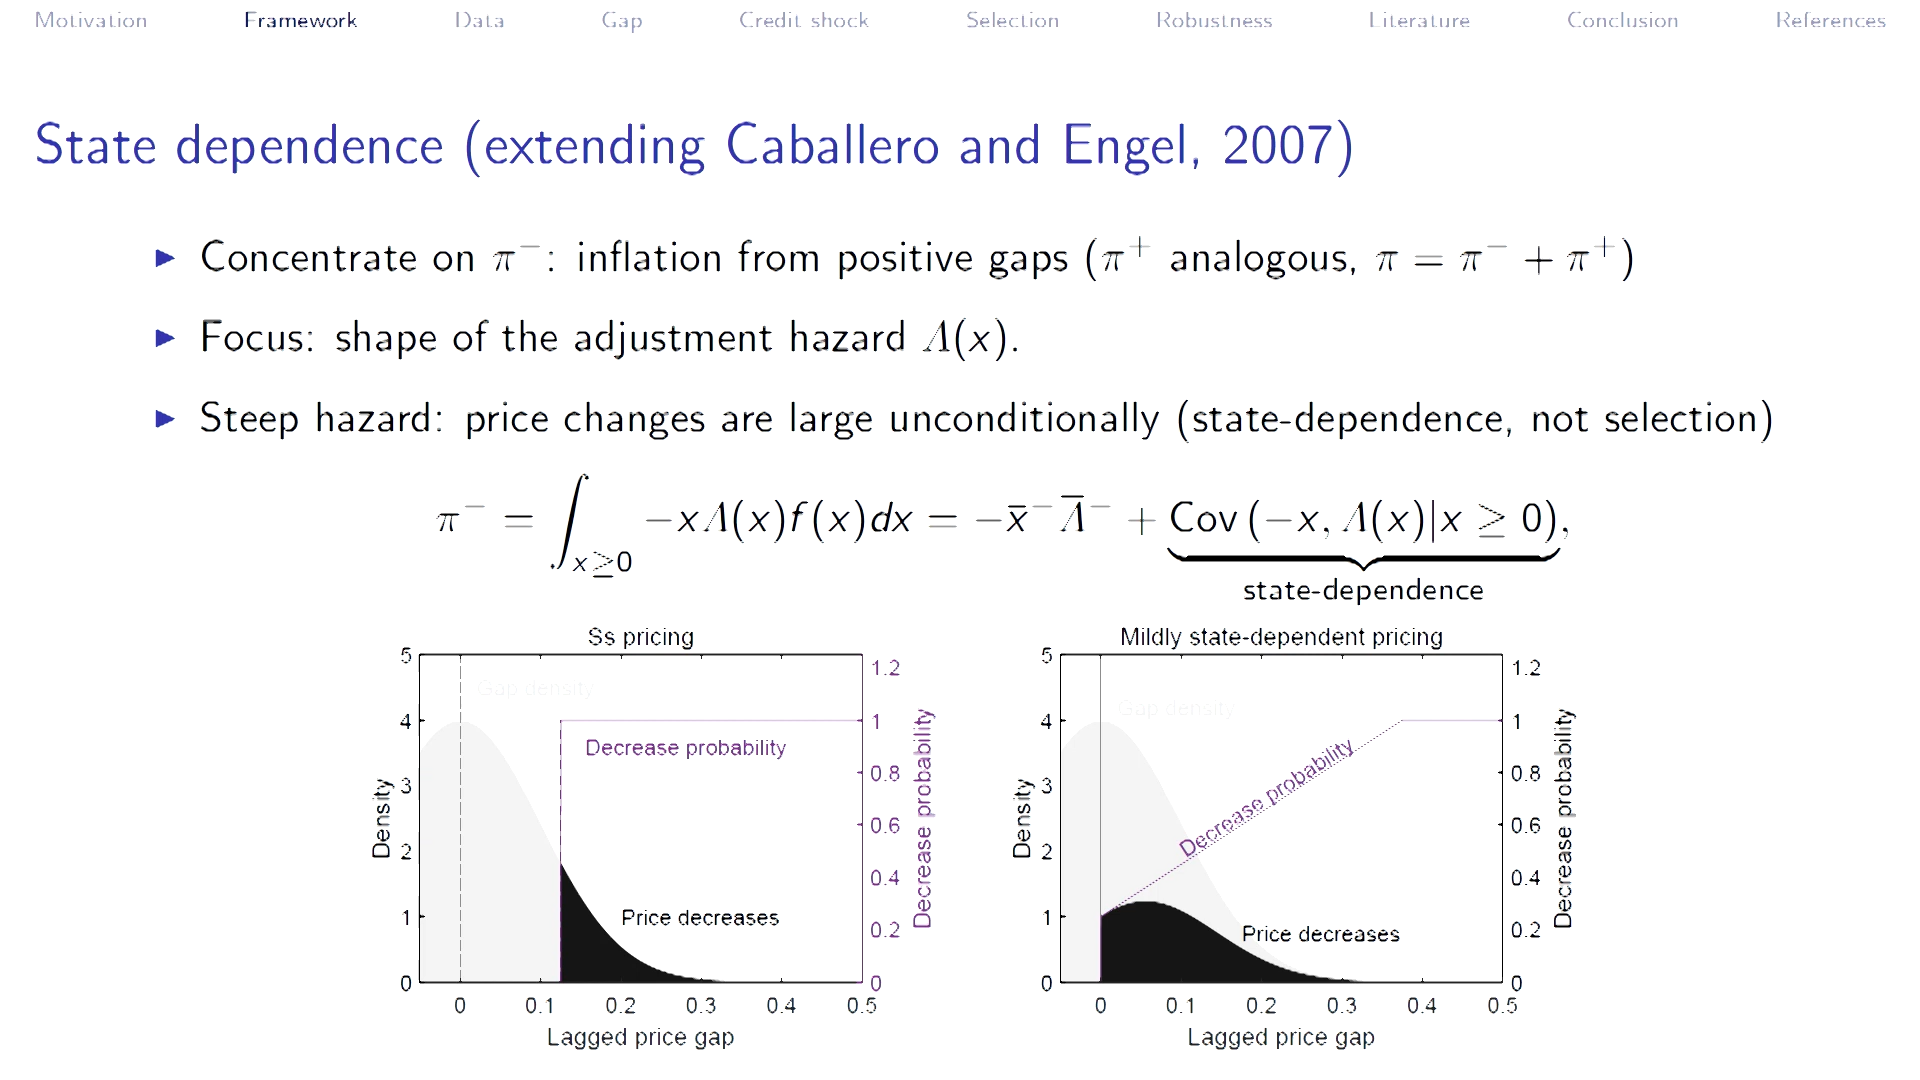 Motivation Framework Data Gap Credit shock Selection Robustness Literature Conclusion References
State dependence (extending Caballero and Engel, 2007)
▶ Concentrate on π⁻: inflation from positive gaps (π⁺ analogous, π = π⁻ + π⁺)
▶ Focus: shape of the adjustment hazard Λ(x).
▶ Steep hazard: price changes are large unconditionally (state-dependence, not selection)
π⁻ = ∫_{x≥0} −xΛ(x)f(x)dx = −x̄⁻Λ̄⁻ + Cov (−x, Λ(x)|x ≥ 0),
state-dependence
Ss pricing
5 4 3 2 1 0
Density
Gap density
Decrease probability
Price decreases
1.2 1 0.8 0.6 0.4 0.2 0
Decrease probability
0 0.1 0.2 0.3 0.4 0.5
Lagged price gap
Mildly state-dependent pricing
5 4 3 2 1 0
Density
Gap density
Decrease probability
Price decreases
1.2 1 0.8 0.6 0.4 0.2 0
Decrease probability
0 0.1 0.2 0.3 0.4 0.5
Lagged price gap